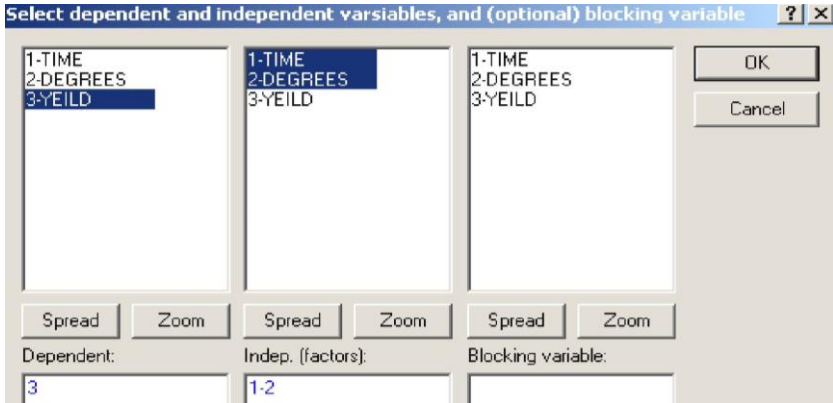 Select dependent and independent varsiables, and (optional) blocking variable ? ×
1-TIME
2-DEGREES
3-YEILD
1-TIME
2-DEGREES
3-YEILD
1-TIME
2-DEGREES
3-YEILD
OK
Cancel
Spread Zoom Spread Zoom Spread Zoom
Dependent: Indep. (factors): Blocking variable:
3 1-2